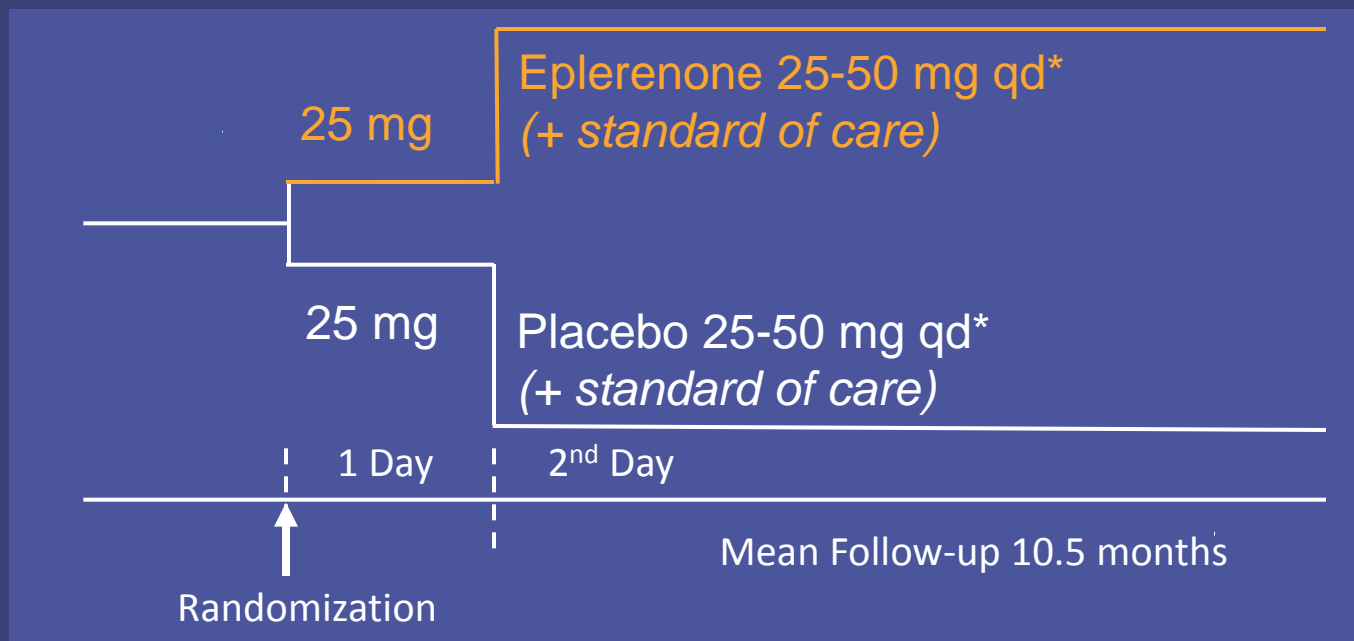 Eplerenone 25-50 mg qd*
25 mg
(+ standard of care)
25 mg
Placebo 25-50 mg qd*
(+ standard of care)
1 Day
2nd Day
Mean Follow-up 10.5 months
Randomization